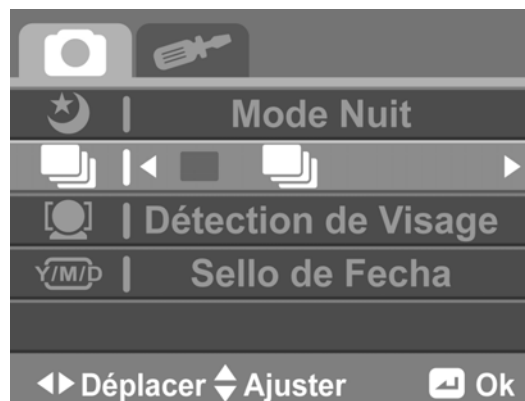 Mode Nuit
Détection de Visage
Y/M/D Sello de Fecha
Déplacer Ajuster Ok